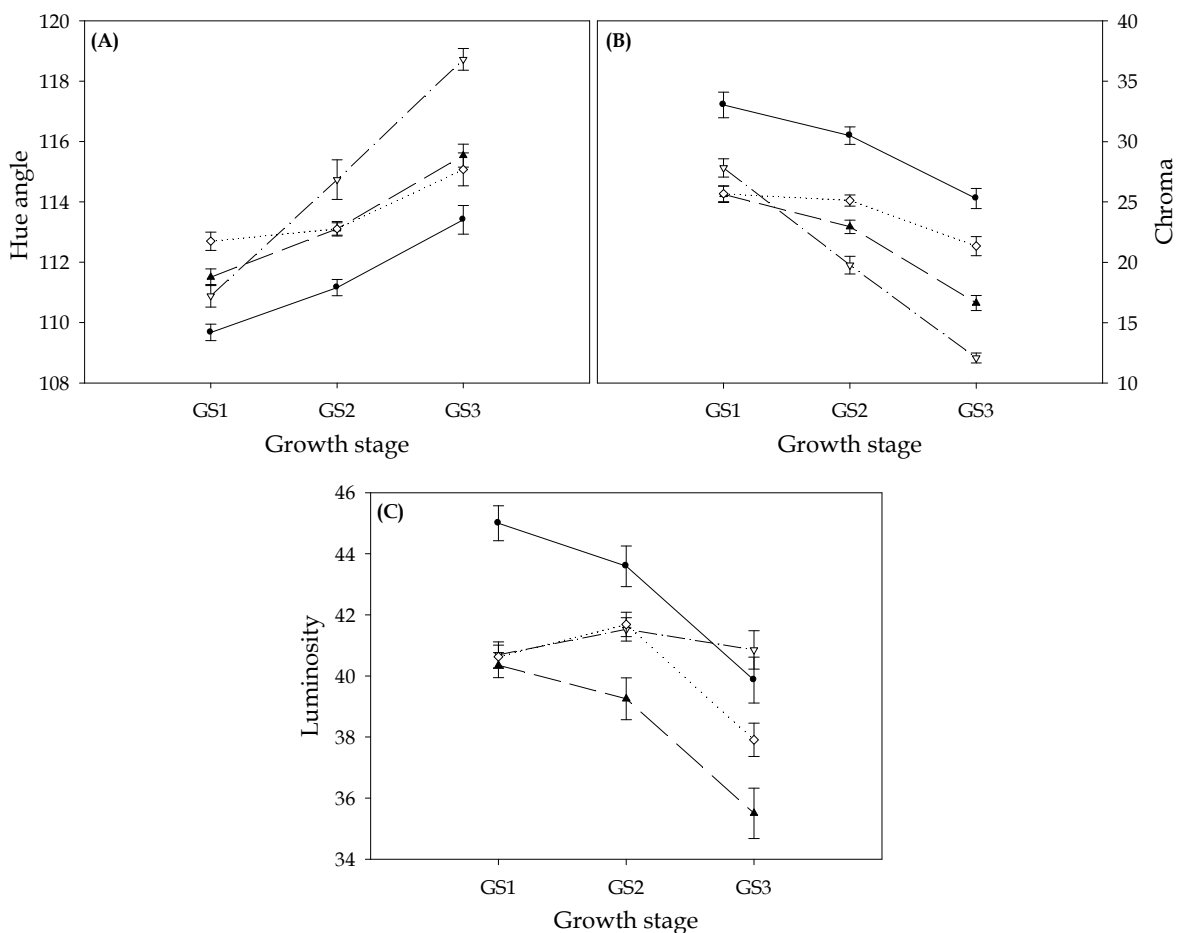 (A)
120
118
116
114
112
110
108
Hue angle
GS1 GS2 GS3
Growth stage
(B)
40
35
30
25
20
15
10
Chroma
GS1 GS2 GS3
Growth stage
(C)
46
44
42
40
38
36
34
Luminosity
GS1 GS2 GS3
Growth stage